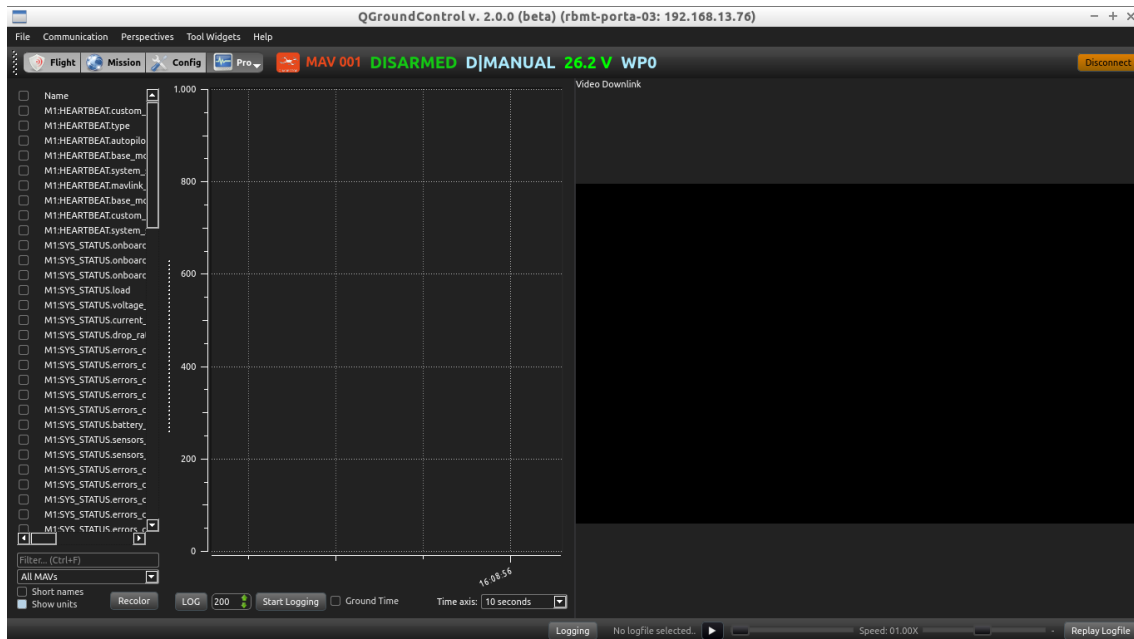 QGroundControl v. 2.0.0 (beta) (rbmt-porta-03: 192.168.13.76)
File Communication Perspectives Tool Widgets Help
Flight Mission Config Pro MAV 001 DISARMED D|MANUAL 26.2 V WP0 Disconnect
Name
M1:HEARTBEAT.custom_
M1:HEARTBEAT.type
M1:HEARTBEAT.autopilo
M1:HEARTBEAT.base_mo
M1:HEARTBEAT.system_
M1:HEARTBEAT.mavlink_
M1:HEARTBEAT.base_mo
M1:HEARTBEAT.custom_
M1:HEARTBEAT.system_
M1:SYS_STATUS.onboarc
M1:SYS_STATUS.onboarc
M1:SYS_STATUS.onboarc
M1:SYS_STATUS.load
M1:SYS_STATUS.voltage_
M1:SYS_STATUS.current_
M1:SYS_STATUS.drop_ra
M1:SYS_STATUS.errors_c
M1:SYS_STATUS.errors_c
M1:SYS_STATUS.errors_c
M1:SYS_STATUS.errors_c
M1:SYS_STATUS.errors_c
M1:SYS_STATUS.battery_
M1:SYS_STATUS.sensors_
M1:SYS_STATUS.sensors_
M1:SYS_STATUS.errors_c
M1:SYS_STATUS.errors_c
M1:SYS_STATUS.errors_c
M1:SYS_STATUS.errors_c
M1:SYS_STATUS.errors_c
Filter... (Ctrl+F)
All MAVs
Short names
Show units
Recolor
1.000
800
600
400
200
0
16:08:56
LOG 200 Start Logging Ground Time Time axis: 10 seconds
Video Downlink
Logging No logfile selected.. Speed: 01.00X - Replay Logfile